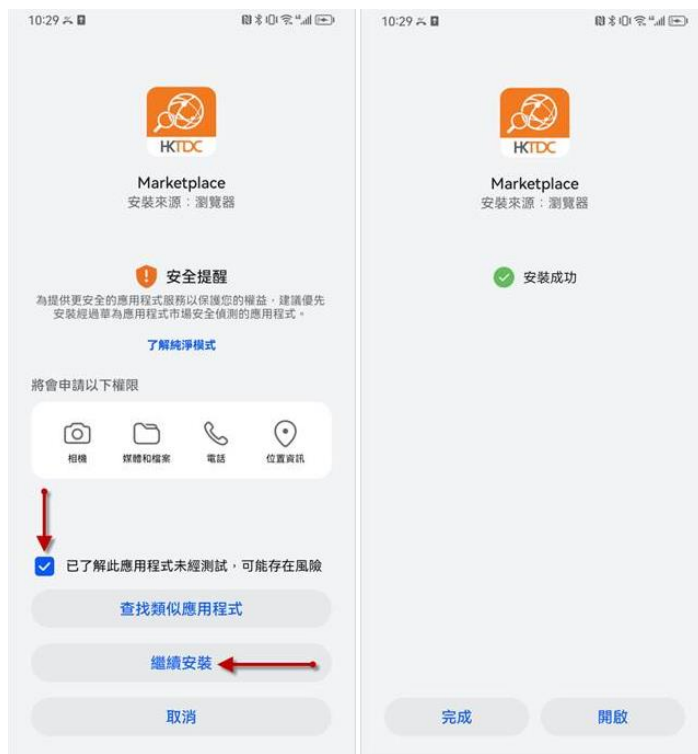 10:29
HKTDC
Marketplace
安裝來源：瀏覽器
安全提醒
為提供更安全的應用程式服務以保護您的權益，建議優先
安裝經過華為應用程式市場安全偵測的應用程式。
了解純淨模式
將會申請以下權限
相機 媒體和檔案 電話 位置資訊
已了解此應用程式未經測試，可能存在風險
查找類似應用程式
繼續安裝
取消
10:29
HKTDC
Marketplace
安裝來源：瀏覽器
安裝成功
完成 開啟